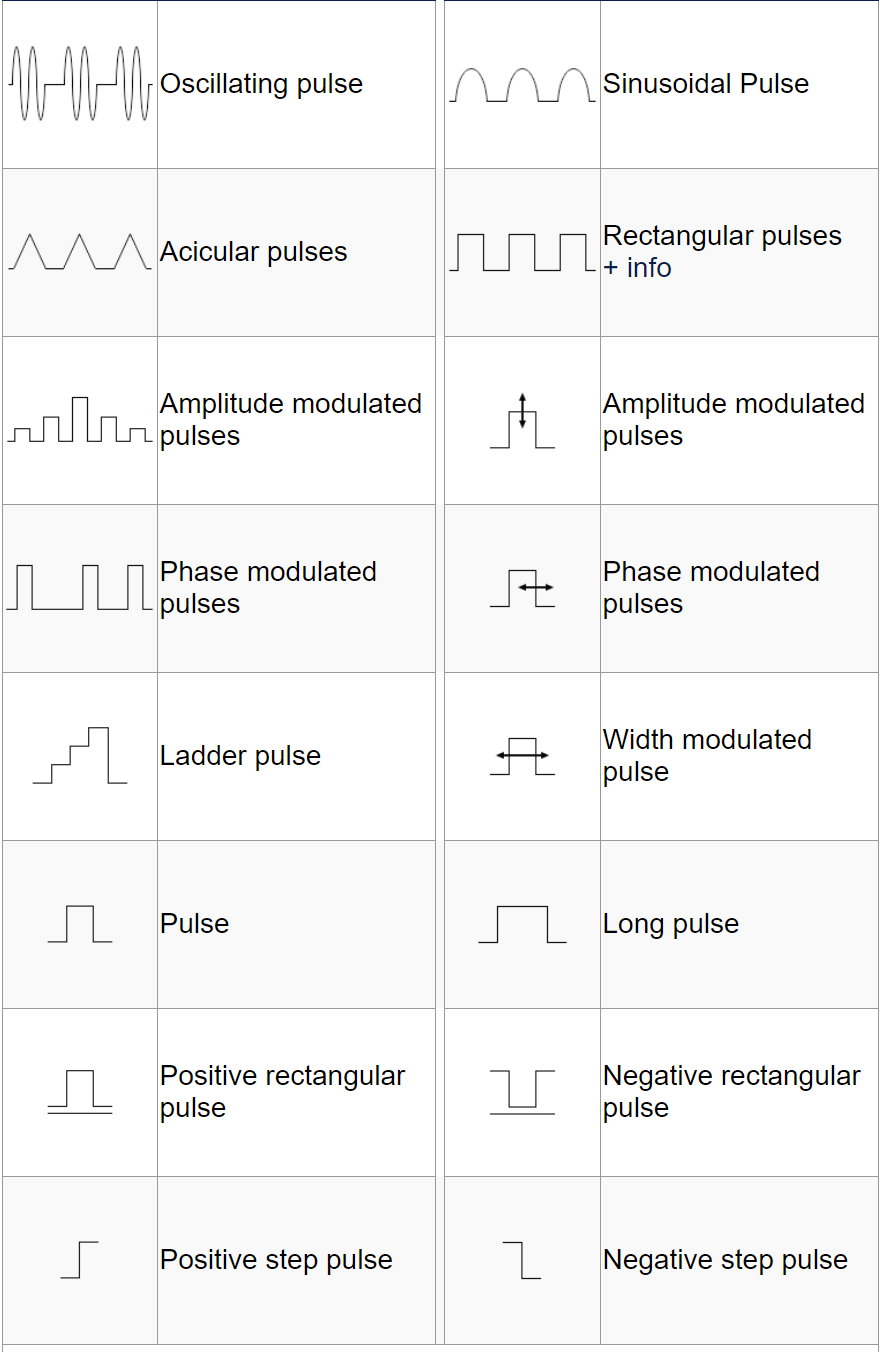 Oscillating pulse
Sinusoidal Pulse
Acicular pulses
Rectangular pulses
+ info
Amplitude modulated
pulses
Amplitude modulated
pulses
Phase modulated
pulses
Phase modulated
pulses
Ladder pulse
Width modulated
pulse
Pulse
Long pulse
Positive rectangular
pulse
Negative rectangular
pulse
Positive step pulse
Negative step pulse